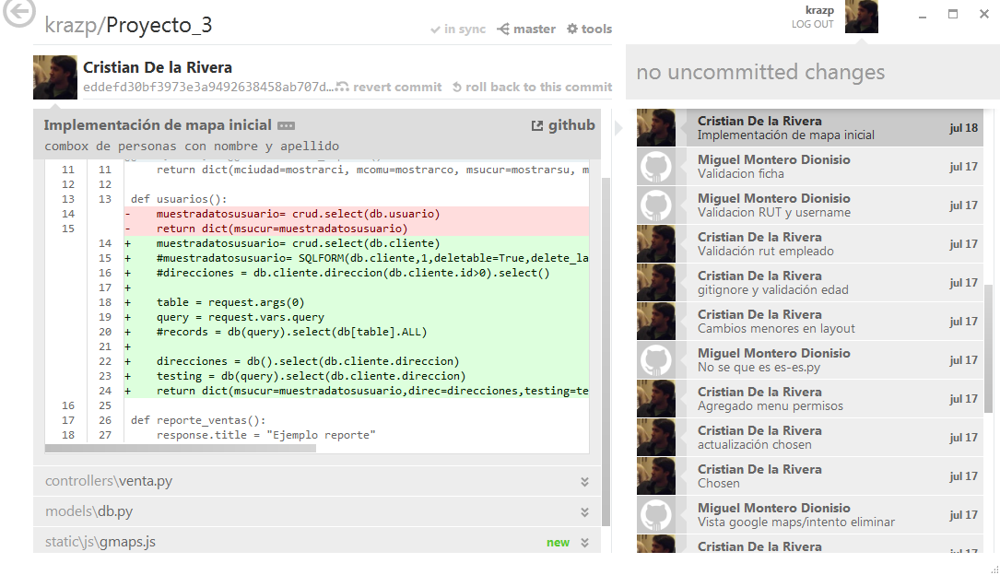 krazp/Proyecto_3
in sync master tools
krazp
LOG OUT
Cristian De la Rivera
eddefd30bf3973e3a9492638458ab707d... revert commit roll back to this commit
no uncommitted changes
Implementación de mapa inicial github
combox de personas con nombre y apellido
11 11 return dict(mciudad=mostrarci, mcomu=mostrarco, msucur=mostrarsu, m
12 12
13 13 def usuarios():
14 - muestradatosusuario= crud.select(db.usuario)
15 - return dict(msucur=muestradatosusuario)
14 + muestradatosusuario= crud.select(db.cliente)
15 + #muestradatosusuario= SQLFORM(db.cliente,1,deletable=True,delete_la
16 + #direcciones = db.cliente.direccion(db.cliente.id>0).select()
17 +
18 + table = request.args(0)
19 + query = request.vars.query
20 + #records = db(query).select(db[table].ALL)
21 +
22 + direcciones = db().select(db.cliente.direccion)
23 + testing = db(query).select(db.cliente.direccion)
24 + return dict(msucur=muestradatosusuario,direc=direcciones,testing=te
16 25
17 26 def reporte_ventas():
18 27 response.title = "Ejemplo reporte"
controllers\venta.py
models\db.py
static\js\gmaps.js new
Cristian De la Rivera
Implementación de mapa inicial jul 18
Miguel Montero Dionisio
Validacion ficha jul 17
Miguel Montero Dionisio
Validacion RUT y username jul 17
Cristian De la Rivera
Validación rut empleado jul 17
Cristian De la Rivera
gitignore y validación edad jul 17
Cristian De la Rivera
Cambios menores en layout jul 17
Miguel Montero Dionisio
No se que es es-es.py jul 17
Cristian De la Rivera
Agregado menu permisos jul 17
Cristian De la Rivera
actualización chosen jul 17
Cristian De la Rivera
Chosen jul 17
Miguel Montero Dionisio
Vista google maps/intento eliminar jul 17
Cristian De la Rivera
jul 17